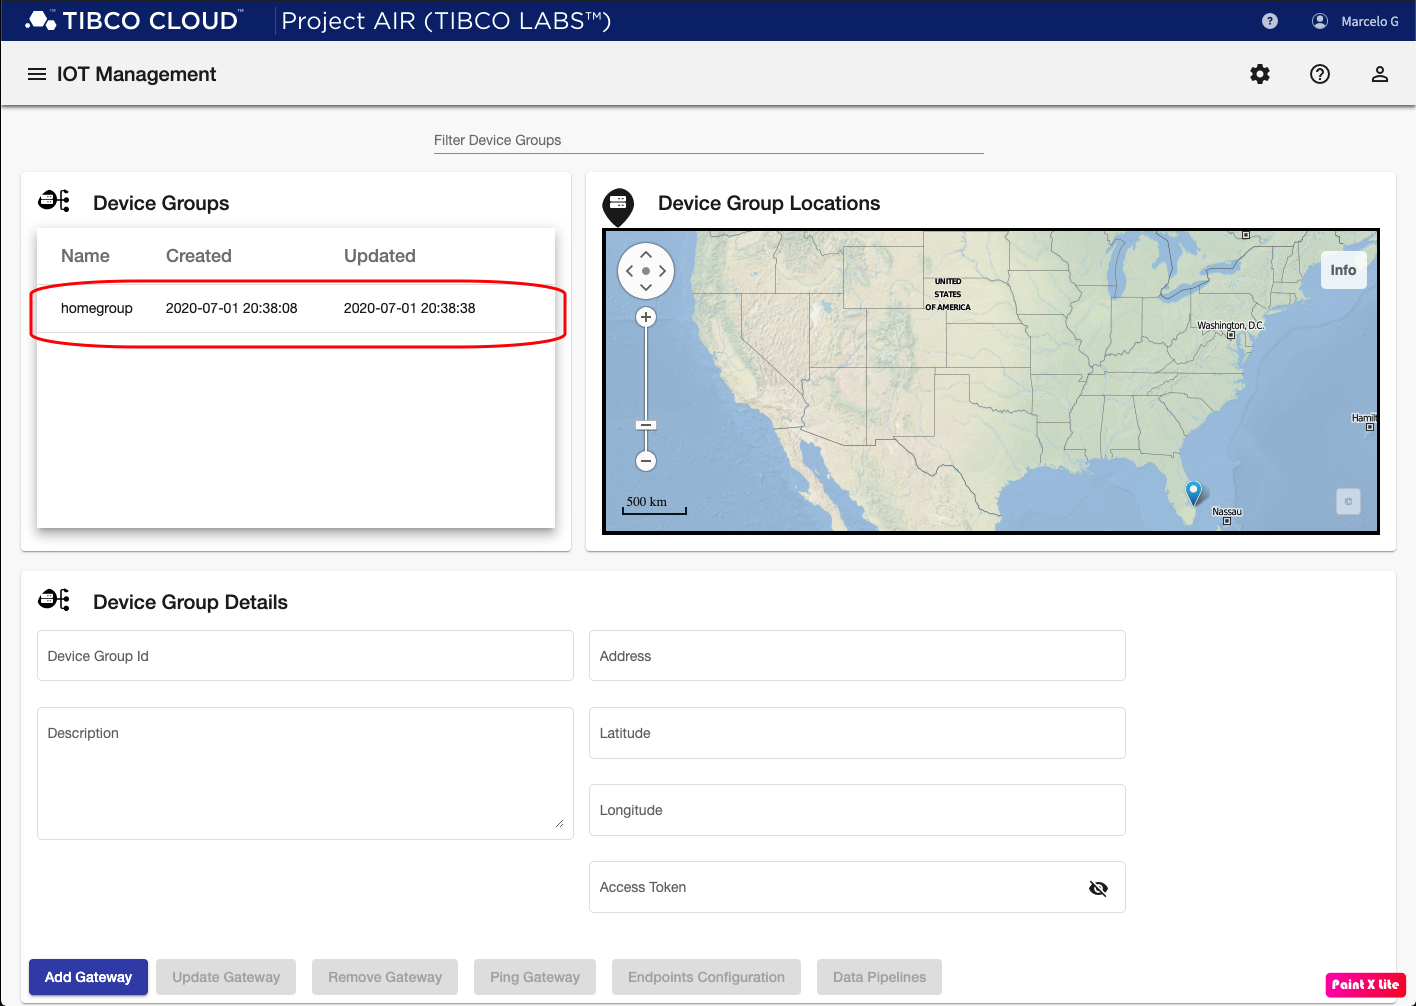 TIBCO CLOUD™ Project AIR (TIBCO LABS™)
Marcelo G
IOT Management
Filter Device Groups
Device Groups
Name Created Updated
homegroup 2020-07-01 20:38:08 2020-07-01 20:38:38
Device Group Locations
Info
UNITED
STATES
OF AMERICA
Washington, D.C.
Hamilt
500 km
Nassau
©
Device Group Details
Device Group Id
Address
Description
Latitude
Longitude
Access Token
Add Gateway Update Gateway Remove Gateway Ping Gateway Endpoints Configuration Data Pipelines
Paint X Lite